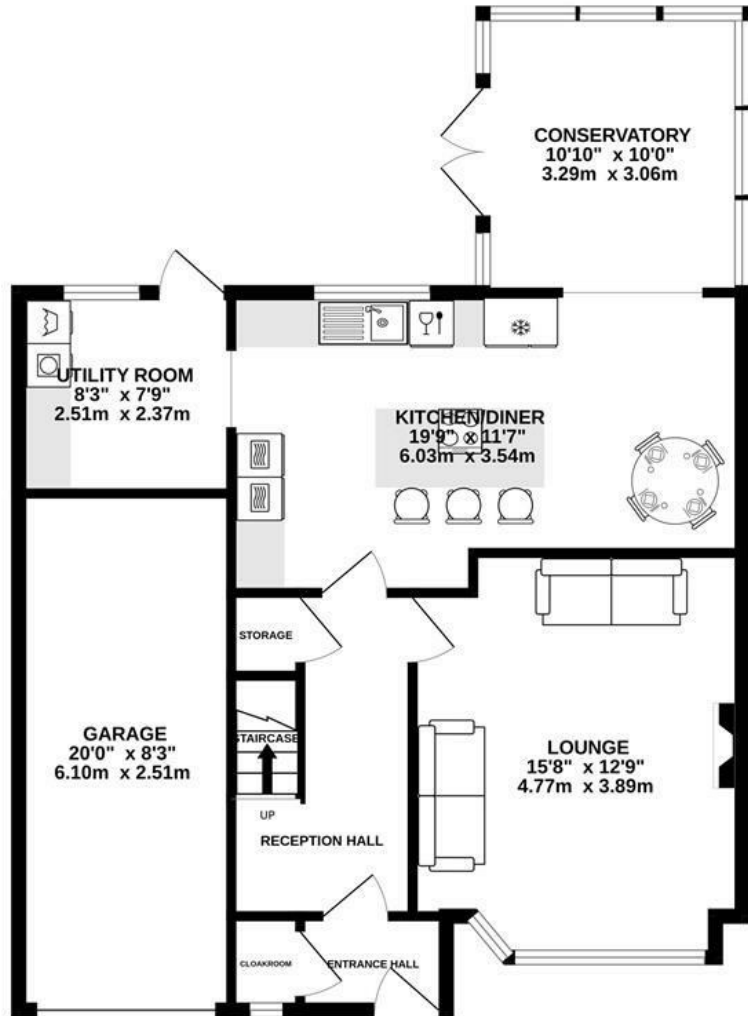 CONSERVATORY
10'10" x 10'0"
3.29m x 3.06m
UTILITY ROOM
8'3" x 7'9"
2.51m x 2.37m
KITCHEN/DINER
19'9" x 11'7"
6.03m x 3.54m
STORAGE
STAIRCASE
UP
RECEPTION HALL
GARAGE
20'0" x 8'3"
6.10m x 2.51m
LOUNGE
15'8" x 12'9"
4.77m x 3.89m
CLOAKROOM
ENTRANCE HALL